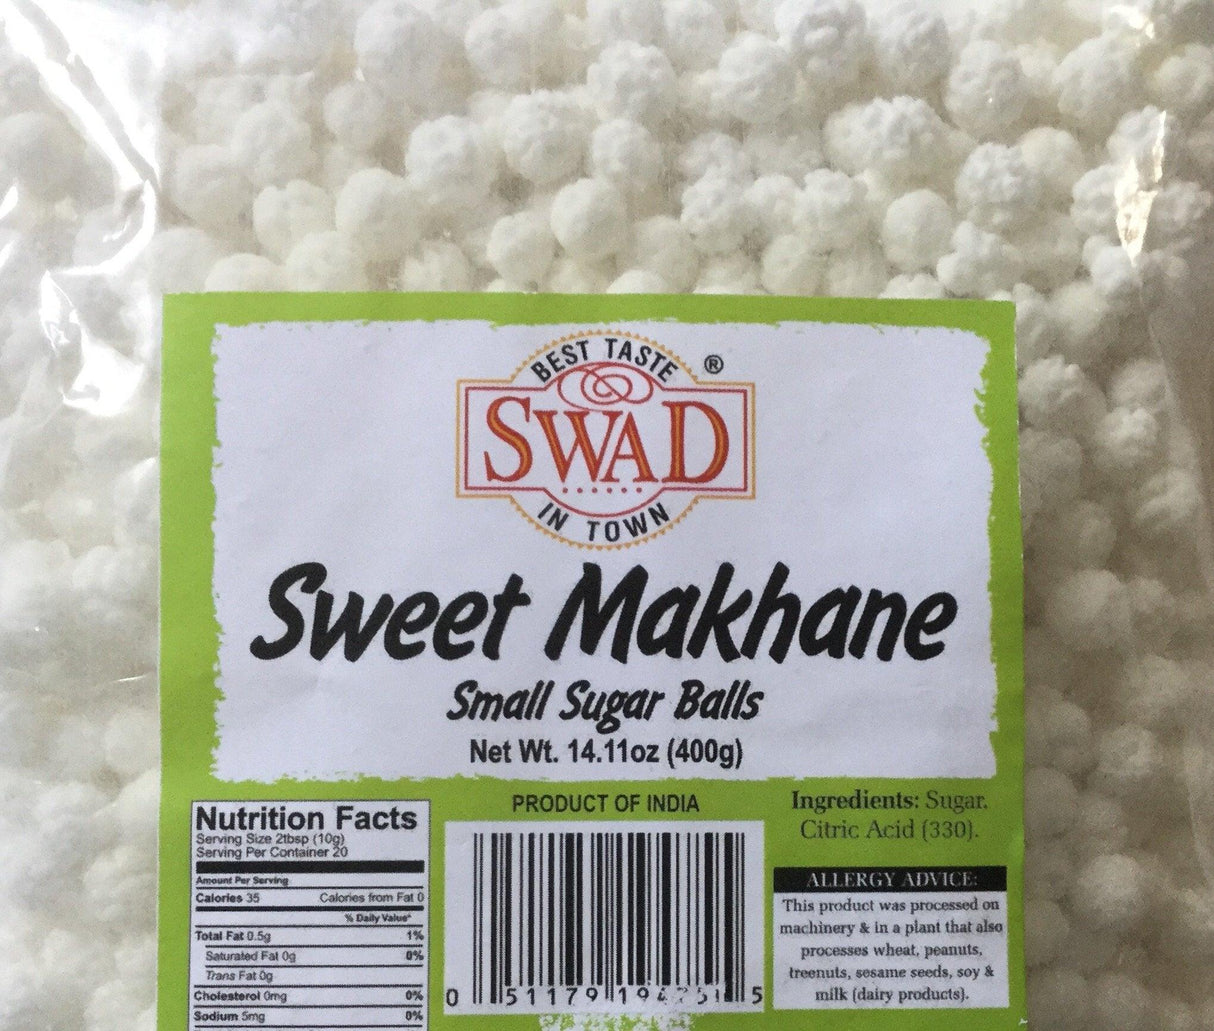 BEST TASTE ®
SWAD
IN TOWN
Sweet Makhane
Small Sugar Balls
Net Wt. 14.11oz (400g)
Nutrition Facts
Serving Size 2tbsp (10g)
Serving Per Container 20
Amount Per Serving
Calories 35 Calories from Fat 0
% Daily Value*
Total Fat 0.5g 1%
Saturated Fat 0g 0%
Trans Fat 0g
Cholesterol 0mg 0%
Sodium 5mg 0%
PRODUCT OF INDIA
0 51179 5
Ingredients: Sugar.
Citric Acid (330).
ALLERGY ADVICE:
This product was processed on
machinery & in a plant that also
processes wheat, peanuts,
treenuts, sesame seeds, soy &
milk (dairy products).